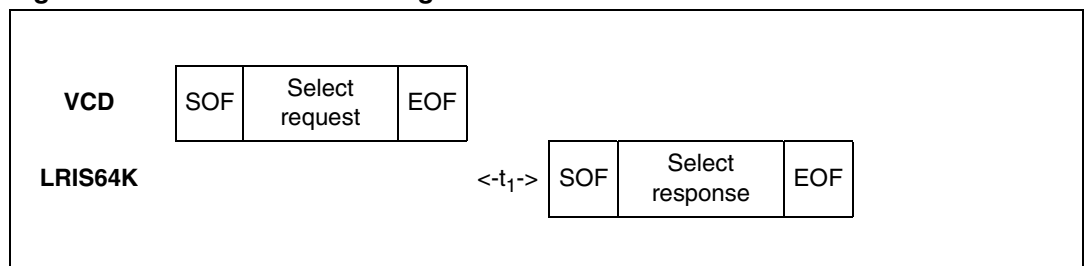 VCD SOF Select request EOF
LRIS64K <-t1-> SOF Select response EOF